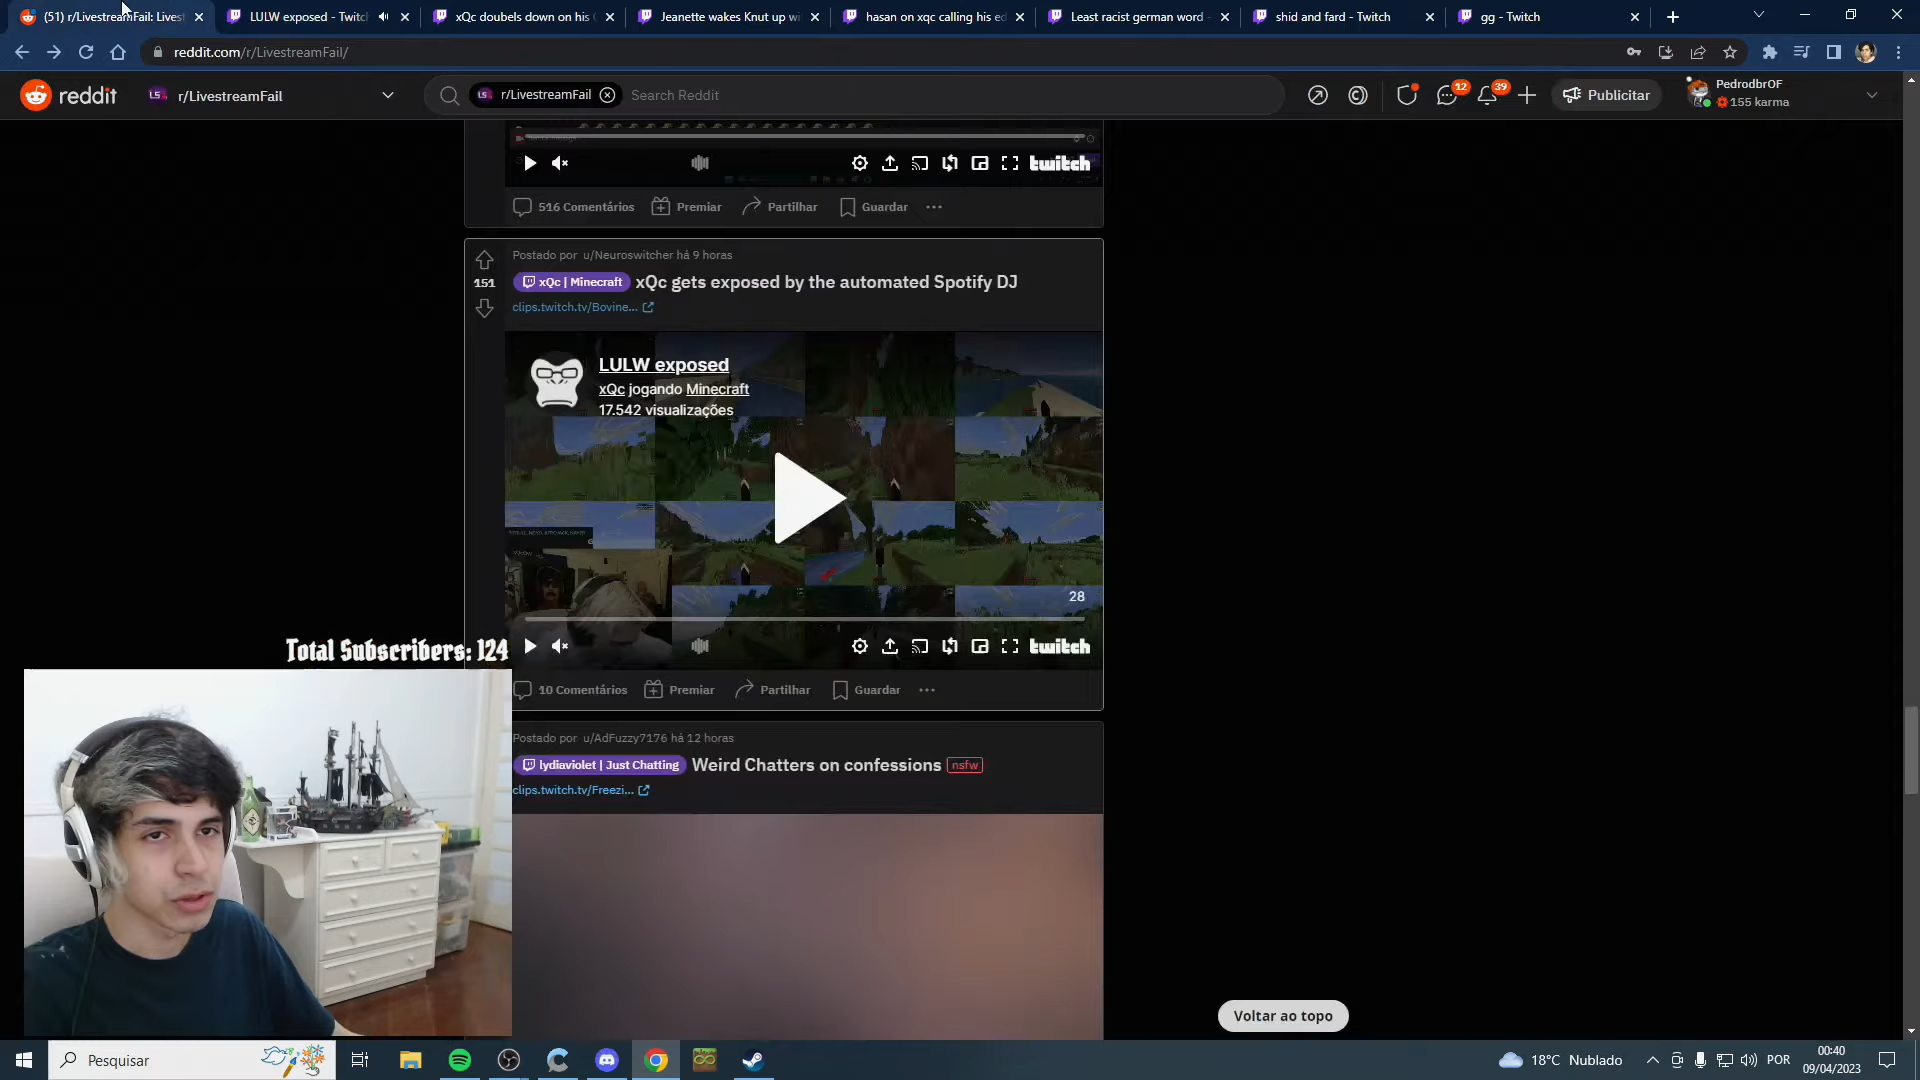 (51) r/LivestreamFail: Lives
LULW exposed - Twitch
xQc doubels down on his
Jeanette wakes Knut up wi
hasan on xqc calling his ed
Least racist german word -
shid and fard - Twitch
gg - Twitch
reddit.com/r/LivestreamFail/
reddit
r/LivestreamFail
r/LivestreamFail
Search Reddit
12
39
Publicitar
PedrodbrOF
155 karma
twitch
516 Comentários
Premiar
Partilhar
Guardar
Postado por u/Neuroswitcher há 9 horas
151
xQc | Minecraft
xQc gets exposed by the automated Spotify DJ
clips.twitch.tv/Bovine...
LULW exposed
xQc jogando Minecraft
17.542 visualizações
28
twitch
Total Subscribers: 124
10 Comentários
Premiar
Partilhar
Guardar
Postado por u/AdFuzzy7176 há 12 horas
lydiaviolet | Just Chatting
Weird Chatters on confessions
nsfw
clips.twitch.tv/Freezi...
Voltar ao topo
Pesquisar
18°C Nublado
POR
00:40
09/04/2023